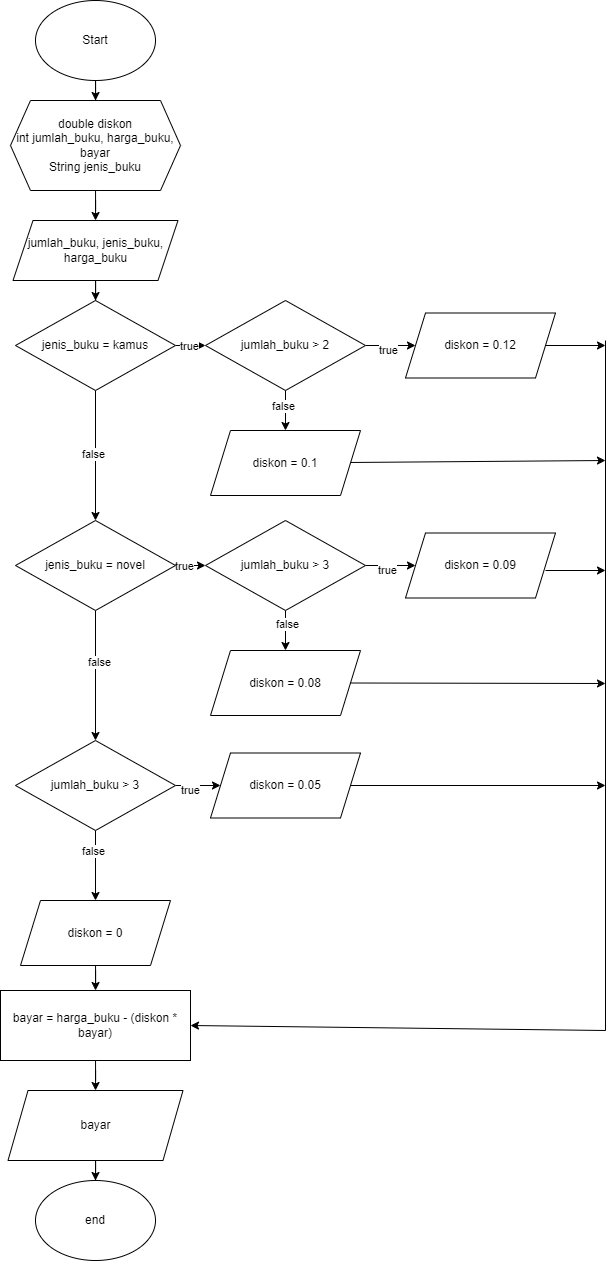 Start
double diskon
int jumlah_buku, harga_buku,
bayar
String jenis_buku
jumlah_buku, jenis_buku,
harga_buku
jenis_buku = kamus
true
jumlah_buku > 2
true
diskon = 0.12
false
diskon = 0.1
false
jenis_buku = novel
true
jumlah_buku > 3
true
diskon = 0.09
false
diskon = 0.08
false
jumlah_buku > 3
true
diskon = 0.05
false
diskon = 0
bayar = harga_buku - (diskon *
bayar)
bayar
end